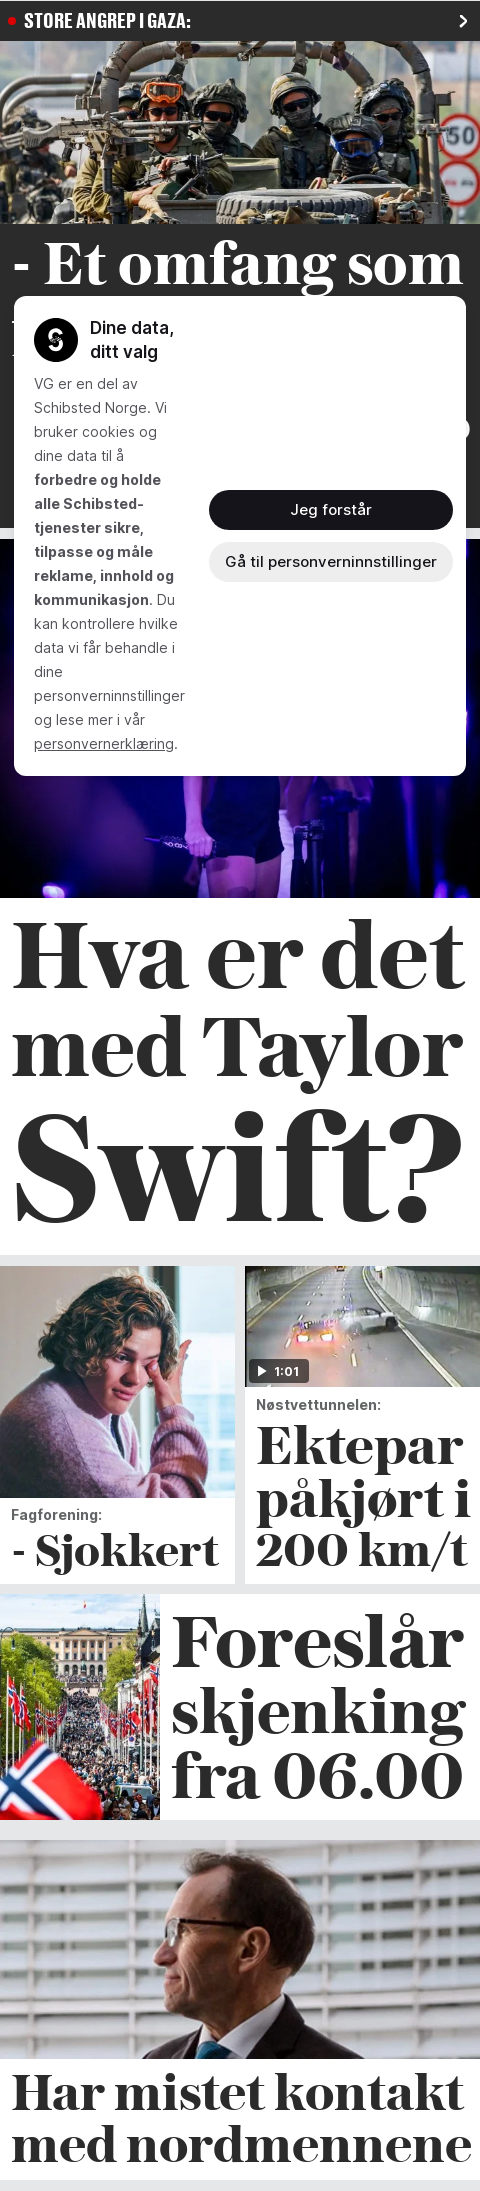 STORE ANGREP I GAZA:
50
- Et omfang som
Dine data,
ditt valg
VG er en del av
Schibsted Norge. Vi
bruker cookies og
dine data til å
forbedre og holde
alle Schibsted-
tjenester sikre,
tilpasse og måle
reklame, innhold og
kommunikasjon. Du
kan kontrollere hvilke
data vi får behandle i
dine
personverninnstillinger
og lese mer i vår
personvernerklæring.
Jeg forstår
Gå til personverninnstillinger
Hva er det
med Taylor
Swift?
Fagforening:
- Sjokkert
1:01
Nøstvettunnelen:
Ektepar
påkjørt i
200 km/t
Foreslår
skjenking
fra 06.00
Har mistet kontakt
med nordmennene